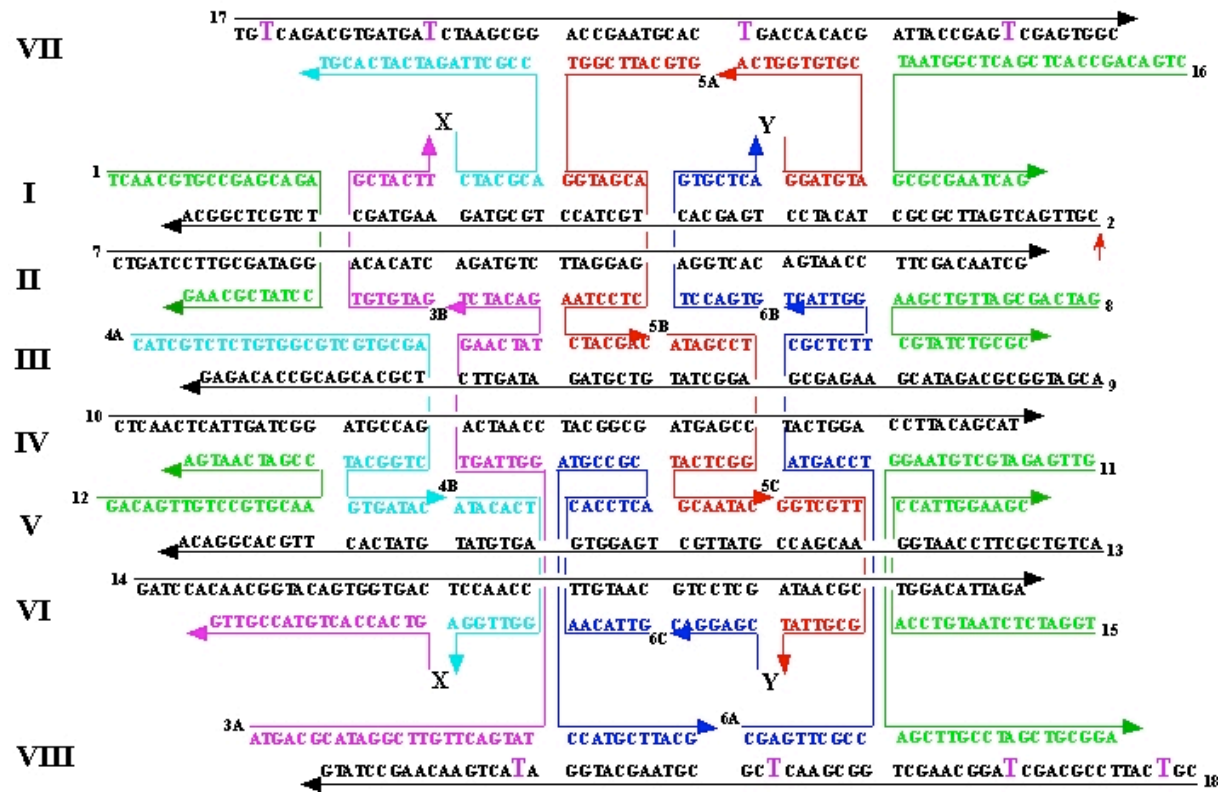 17
TGTCAGACGTGATGATCTAAGCGG ACCGAATGCAC TGACCACACG ATTACCGAGTCGAGTGGC
VII
TGCACTACTAGATTCGCC TGGCTTACGTG ACTGGTGTGC TAATGGCTCAGCTCACCGACAGTC 16
5A
X Y
1
TCAACGTGCCGAGCAGA GCTACTT CTACGCA GGTAGCA GTGCTCA GGATGTA GCGCGAATCAG
I
ACGGCTCGTCT CGATGAA GATGCGT CCATCGT CACGAGT CCTACAT CGCGCTTAGTCAGTTGC 2
7
CTGATCCTTGCGATAGG ACACATC AGATGTC TTAGGAG AGGTCAC AGTAACC TTCGACAATCG
II
GAACGCTATCC TGTGTAG TCTACAG AATCCTC TCCAGTG TCATTGG AAGCTGTTAGCGACTAG 8
3B 5B 6B
4A
CATCGTCTCTGTGGCGTCGTGCGA GAACTAT CTACGAC ATAGCCT CGCTCTT CGTATCTGCGC
III
GAGACACCGCAGCACGCT CTTGATA GATGCTG TATCGGA GCGAGAA GCATAGACGCGGTAGCA 9
10
CTCAACTCATTGATCGG ATGCCAG ACTAACC TACGGCG ATGAGCC TACTGGA CCTTACAGCAT
IV
AGTAACTAGCC TACGGTC TGATTGG ATGCCGC TACTCGG ATGACCT GGAATGTCGTAGAGTTG 11
12 4B 5C
GACAGTTGTCCGTGCAA GTGATAC ATACACT CACCTCA GCAATAC GGTCGTT CCATTGGAAGC
V
ACAGGCACGTT CACTATG TATGTGA GTGGAGT CGTTATG CCAGCAA GGTAACCTTCGCTGTCA 13
14
GATCCACAACGGTACAGTGGTGAC TCCAACC TTGTAAC GTCCTCG ATAACGC TGGACATTAGA
VI
GTTGCCATGTCACCACTG AGGTTGG AACATTG CAGGAGC TATTGCG ACCTGTAATCTCTAGGT 15
6C
X Y
3A 6A
ATGACGCATAGGCTTGTTCAGTAT CCATGCTTACG CGAGTTCGCC AGCTTGCCTAGCTGCGGA
VIII
GTATCCGAACAAGTCATA GGTACGAATGC GCTCAAGCGG TCGAACGGATCGACGCCTTACTGC 18